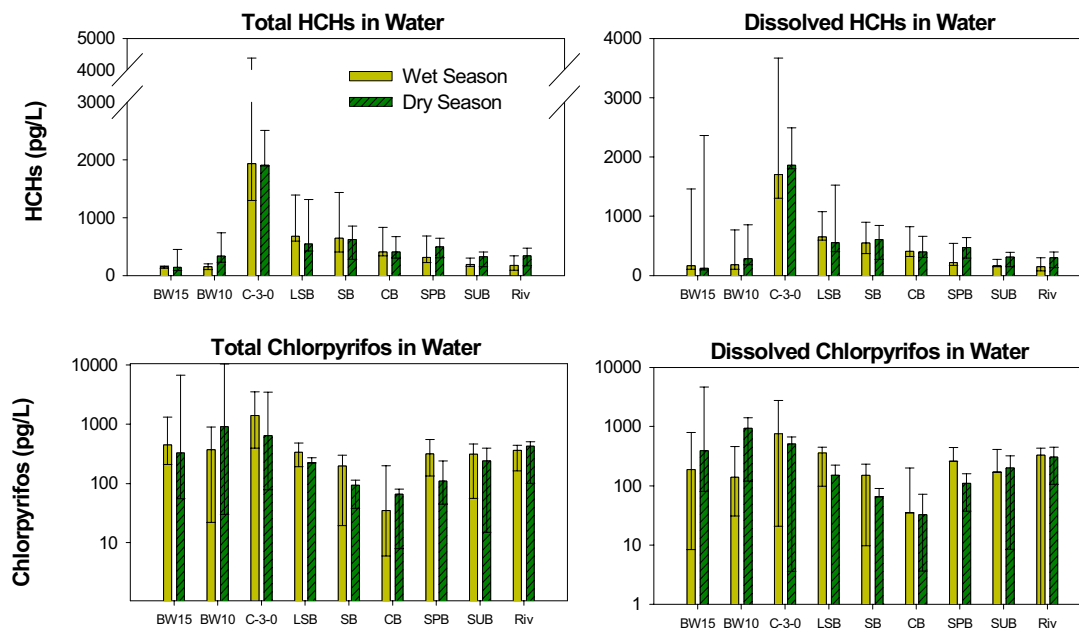 Total HCHs in Water
5000
4000
3000
2000
1000
0
HCHs (pg/L)
Wet Season
Dry Season
BW15 BW10 C-3-0 LSB SB CB SPB SUB Riv
Dissolved HCHs in Water
4000
3000
2000
1000
0
BW15 BW10 C-3-0 LSB SB CB SPB SUB Riv
Total Chlorpyrifos in Water
10000
1000
100
10
Chlorpyrifos (pg/L)
BW15 BW10 C-3-0 LSB SB CB SPB SUB Riv
Dissolved Chlorpyrifos in Water
10000
1000
100
10
1
BW15 BW10 C-3-0 LSB SB CB SPB SUB Riv